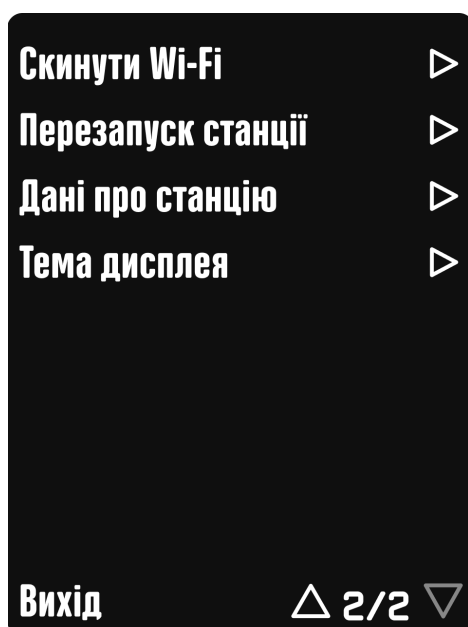 Скинути Wi-Fi
Перезапуск станції
Дані про станцію
Тема дисплея
Вихід 2/2